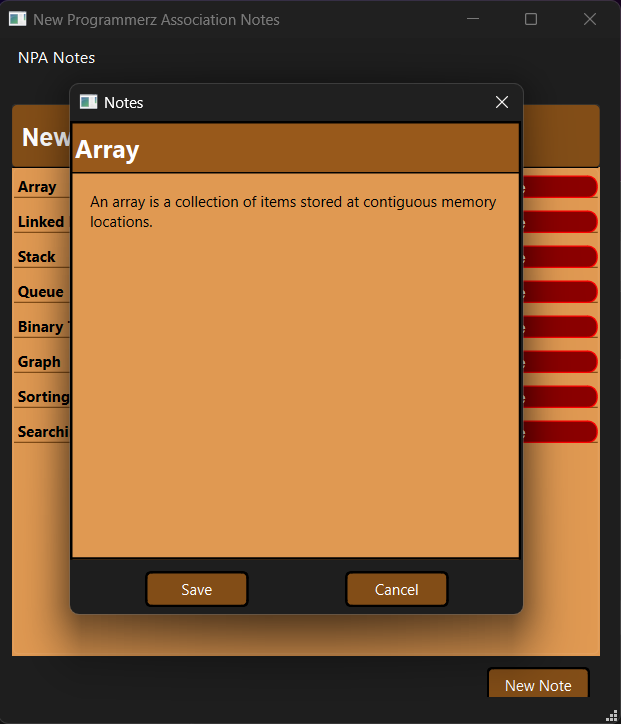 New Programmerz Association Notes
NPA Notes
Notes
New
Array
An array is a collection of items stored at contiguous memory
locations.
Array
Linked
Stack
Queue
Binary
Graph
Sorting
Save
Cancel
New Note